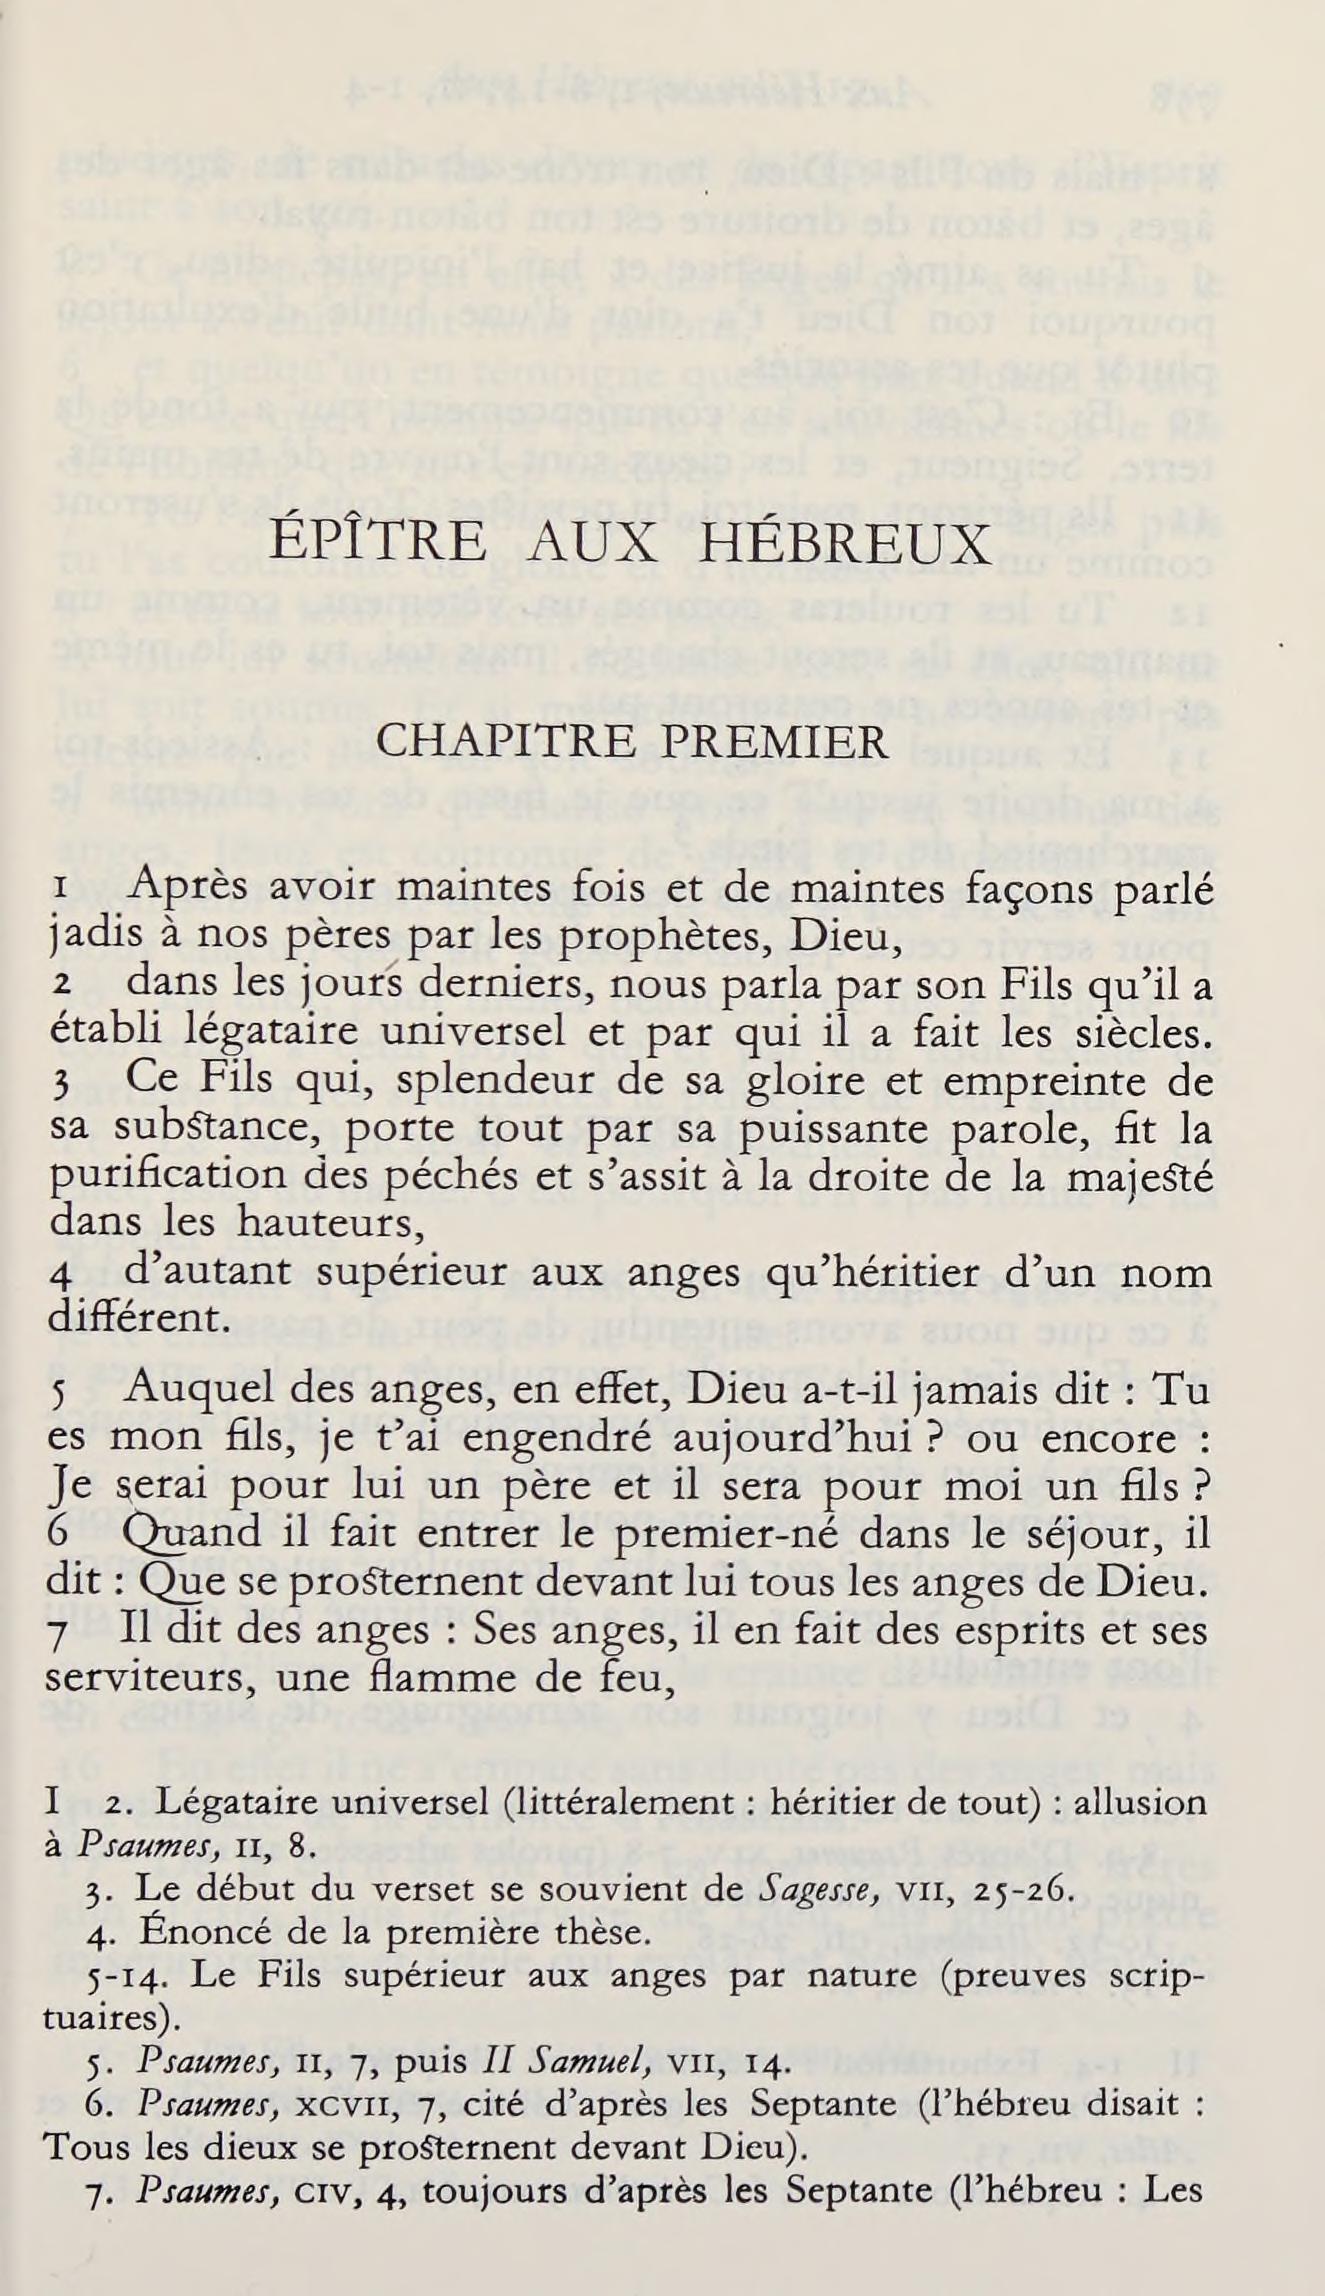 ÉPÎTRE AUX HÉBREUX
CHAPITRE PREMIER
1 Après avoir maintes fois et de maintes façons parlé
jadis à nos pères par les prophètes, Dieu,
2 dans les jours derniers, nous parla par son Fils qu’il a
établi légataire universel et par qui il a fait les siècles.
3 Ce Fils qui, splendeur de sa gloire et empreinte de
sa substance, porte tout par sa puissante parole, fit la
purification des péchés et s’assit à la droite de la majesté
dans les hauteurs,
4 d’autant supérieur aux anges qu’héritier d’un nom
différent.
5 Auquel des anges, en effet, Dieu a-t-il jamais dit : Tu
es mon fils, je t’ai engendré aujourd’hui ? ou encore :
Je serai pour lui un père et il sera pour moi un fils ?
6 Quand il fait entrer le premier-né dans le séjour, il
dit : Que se prosternent devant lui tous les anges de Dieu.
7 Il dit des anges : Ses anges, il en fait des esprits et ses
serviteurs, une flamme de feu,
I 2. Légataire universel (littéralement : héritier de tout) : allusion
à Psaumes, II, 8.
3. Le début du verset se souvient de Sagesse, VII, 25-26.
4. Énoncé de la première thèse.
5-14. Le Fils supérieur aux anges par nature (preuves scrip-
tuaires).
5. Psaumes, II, 7, puis II Samuel, VII, 14.
6. Psaumes, XCVII, 7, cité d’après les Septante (l’hébreu disait :
Tous les dieux se prosternent devant Dieu).
7. Psaumes, CIV, 4, toujours d’après les Septante (l’hébreu : Les